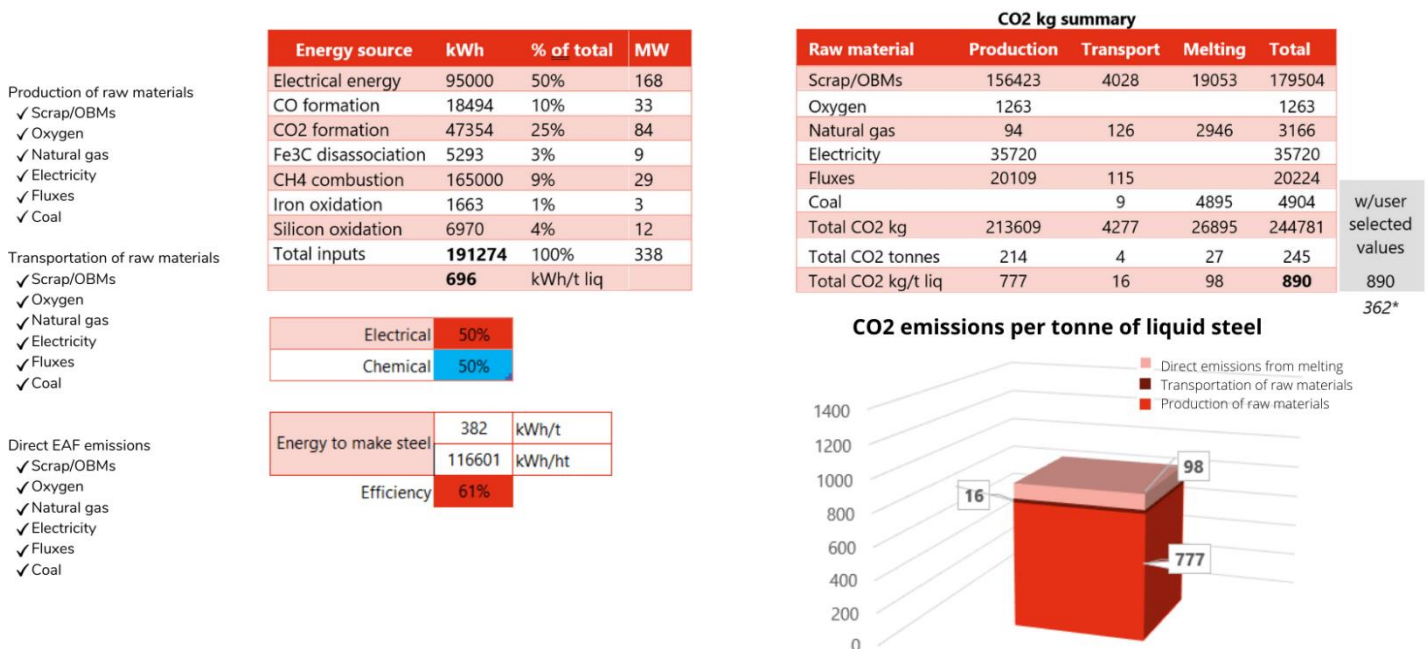 Production of raw materials
✓ Scrap/OBMs
✓ Oxygen
✓ Natural gas
✓ Electricity
✓ Fluxes
✓ Coal
Transportation of raw materials
✓ Scrap/OBMs
✓ Oxygen
✓ Natural gas
✓ Electricity
✓ Fluxes
✓ Coal
Direct EAF emissions
✓ Scrap/OBMs
✓ Oxygen
✓ Natural gas
✓ Electricity
✓ Fluxes
✓ Coal
Energy source kWh % of total MW
Electrical energy 95000 50% 168
CO formation 18494 10% 33
CO2 formation 47354 25% 84
Fe3C disassociation 5293 3% 9
CH4 combustion 165000 9% 29
Iron oxidation 1663 1% 3
Silicon oxidation 6970 4% 12
Total inputs 191274 100% 338
696 kWh/t liq
Electrical 50%
Chemical 50%
Energy to make steel 382 kWh/t
116601 kWh/ht
Efficiency 61%
CO2 kg summary
Raw material Production Transport Melting Total
Scrap/OBMs 156423 4028 19053 179504
Oxygen 1263 1263
Natural gas 94 126 2946 3166
Electricity 35720 35720
Fluxes 20109 115 20224
Coal 9 4895 4904
Total CO2 kg 213609 4277 26895 244781
Total CO2 tonnes 214 4 27 245
Total CO2 kg/t liq 777 16 98 890
w/user
selected
values
890
362*
CO2 emissions per tonne of liquid steel
Direct emissions from melting
Transportation of raw materials
Production of raw materials
1400
1200
1000
800
600
400
200
0
98
16
777